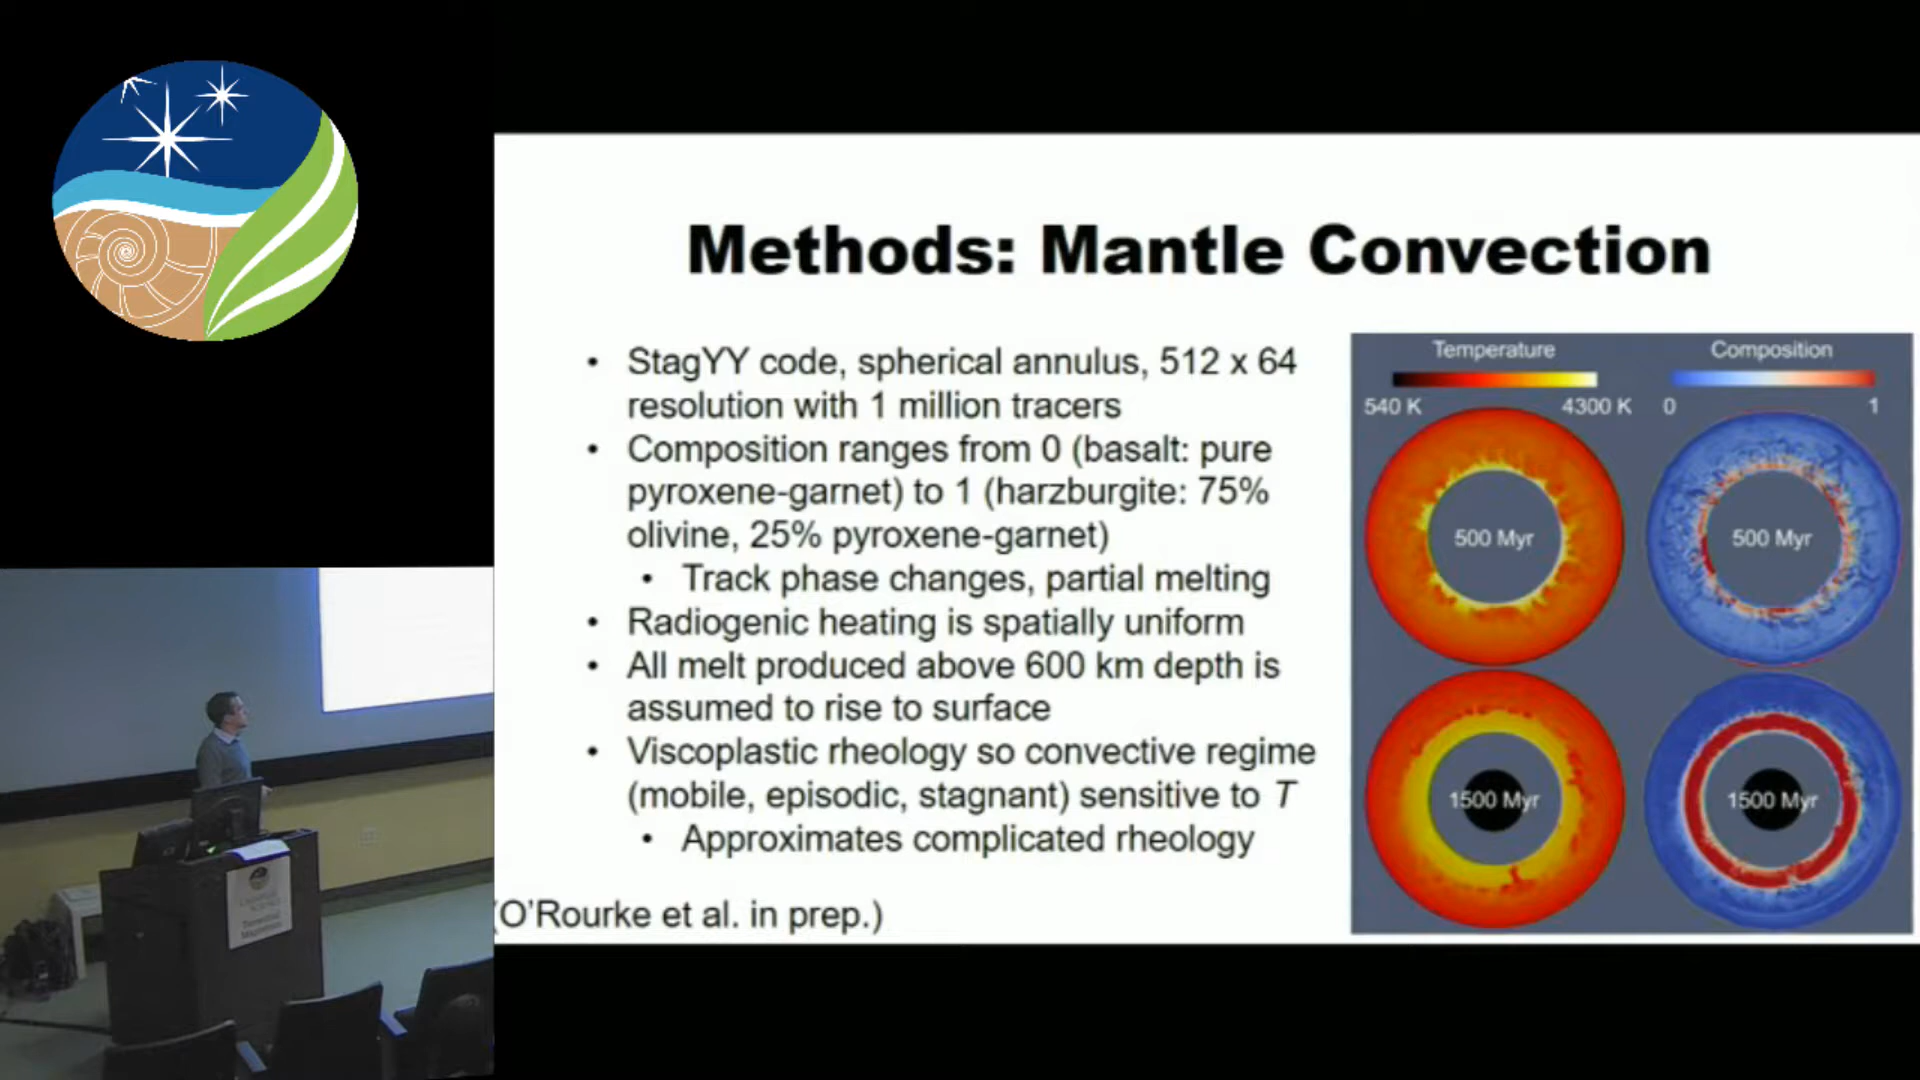 Methods: Mantle Convection
• StagYY code, spherical annulus, 512 x 64
resolution with 1 million tracers
• Composition ranges from 0 (basalt: pure
pyroxene-garnet) to 1 (harzburgite: 75%
olivine, 25% pyroxene-garnet)
• Track phase changes, partial melting
• Radiogenic heating is spatially uniform
• All melt produced above 600 km depth is
assumed to rise to surface
• Viscoplastic rheology so convective regime
(mobile, episodic, stagnant) sensitive to T
• Approximates complicated rheology
(O'Rourke et al. in prep.)
Temperature
540 K 4300 K
Composition
0 1
500 Myr
500 Myr
1500 Myr
1500 Myr
Terrestrial
Magnetism